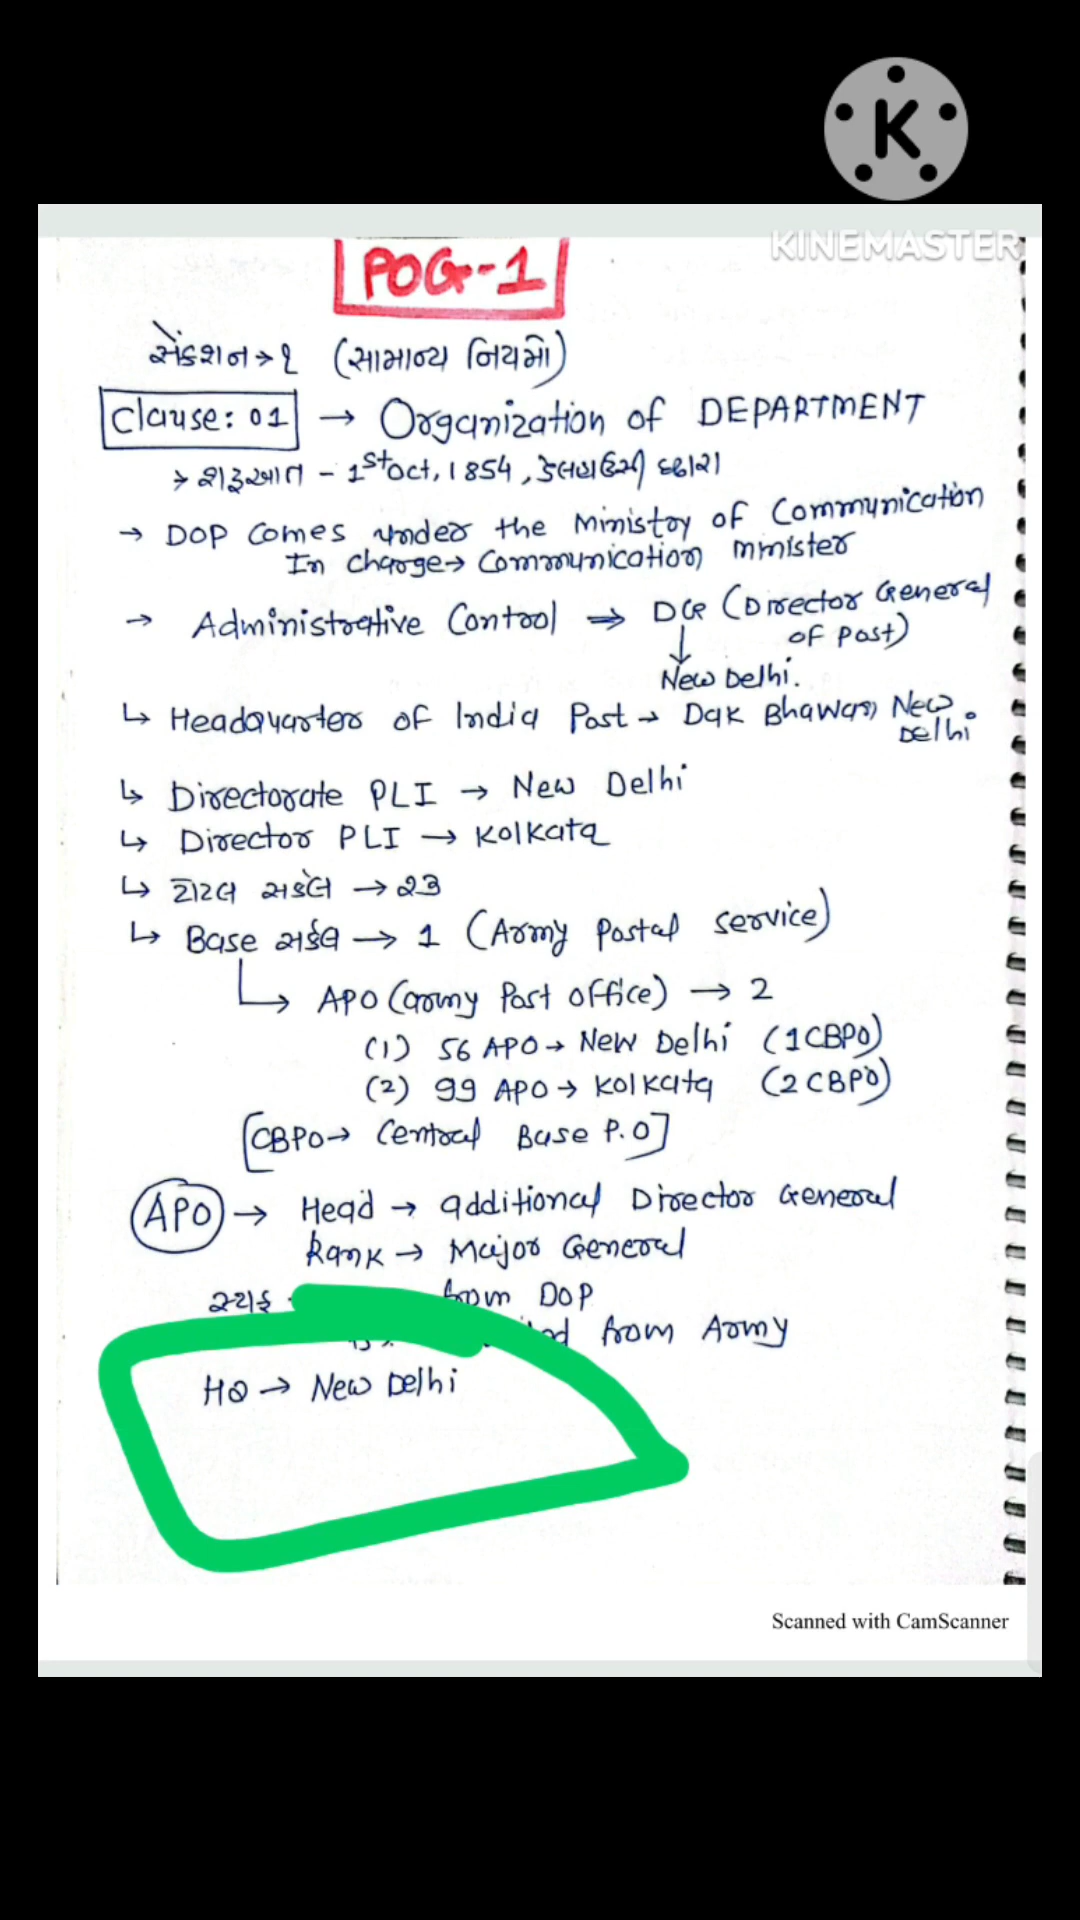 K
KINEMASTER
POG-1
સેકશન → ૧ (સામાન્ય નિયમો)
Clause: 01 → Organization of DEPARTMENT
→ શરૂઆત - 1st Oct, 1854, દ્વારા
→ DOP Comes under the Ministry of Communication
In charge → Communication minister
→ Administrative Control ⇒ DG (Director General of Post)
↓
New Delhi.
↳ Headquarter of India Post → Dak Bhawan, New Delhi
↳ Directorate PLI → New Delhi
↳ Director PLI → Kolkata
↳ ટોટલ સર્કલ → 23
↳ Base સર્કલ → 1 (Army Postal service)
↳ APO (army Post office) → 2
(1) 56 APO → New Delhi (1CBPO)
(2) 99 APO → Kolkata (2CBPO)
[CBPO → Central Base P.O]
APO → Head → additional Director General
Rank → Major General
સ્ટાફ from DOP
from Army
HQ → New Delhi
Scanned with CamScanner